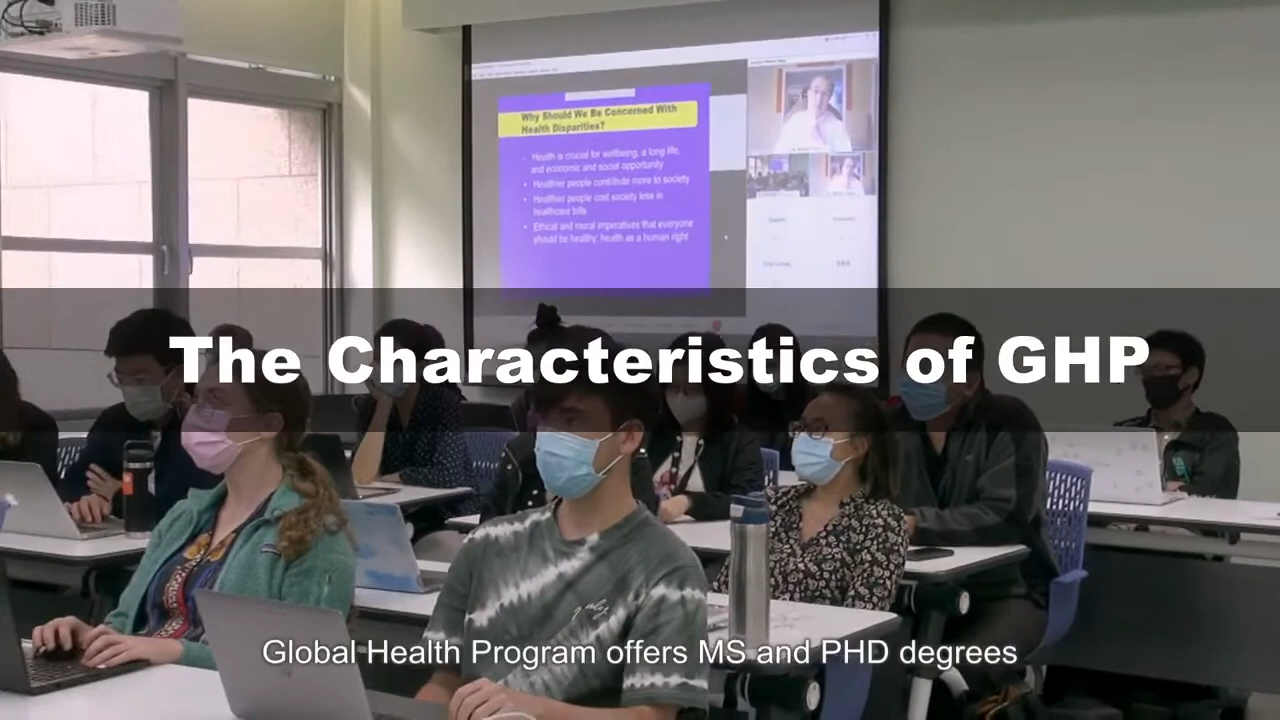 Why Should We Be Concerned With
Health Disparities?
Health is crucial for wellbeing, a long life,
and economic and social opportunity
Healthier people contribute more to society
Healthier people cost society less in
healthcare bills
Ethical and moral imperatives that everyone
should be healthy; health as a human right
The Characteristics of GHP
Global Health Program offers MS and PHD degrees